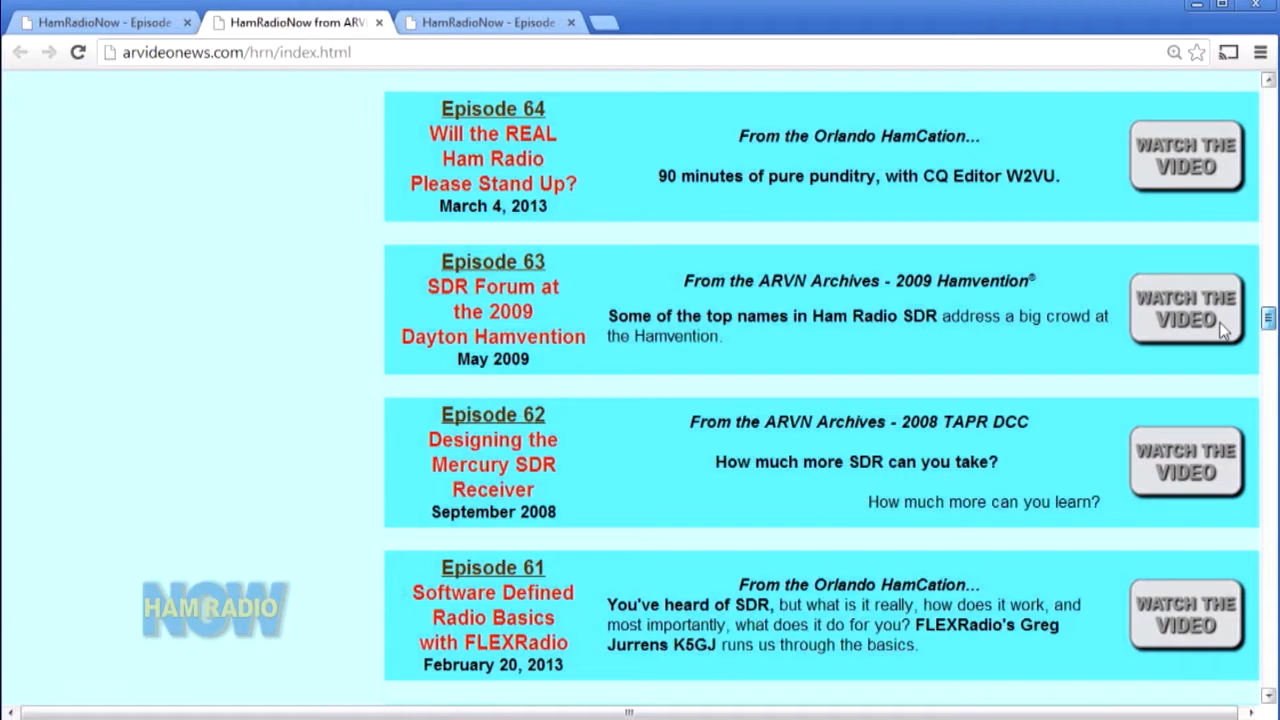 HamRadioNow - Episode
HamRadioNow from ARV
HamRadioNow - Episode
arvideonews.com/hrn/index.html
Episode 64
Will the REAL
Ham Radio
Please Stand Up?
March 4, 2013
From the Orlando HamCation...
90 minutes of pure punditry, with CQ Editor W2VU.
WATCH THE
VIDEO
Episode 63
SDR Forum at
the 2009
Dayton Hamvention
May 2009
From the ARVN Archives - 2009 Hamvention®
Some of the top names in Ham Radio SDR address a big crowd at
the Hamvention.
WATCH THE
VIDEO
Episode 62
Designing the
Mercury SDR
Receiver
September 2008
From the ARVN Archives - 2008 TAPR DCC
How much more SDR can you take?
How much more can you learn?
WATCH THE
VIDEO
Episode 61
Software Defined
Radio Basics
with FLEXRadio
February 20, 2013
From the Orlando HamCation...
You've heard of SDR, but what is it really, how does it work, and
most importantly, what does it do for you? FLEXRadio's Greg
Jurrens K5GJ runs us through the basics.
WATCH THE
VIDEO
NOW
HAM RADIO